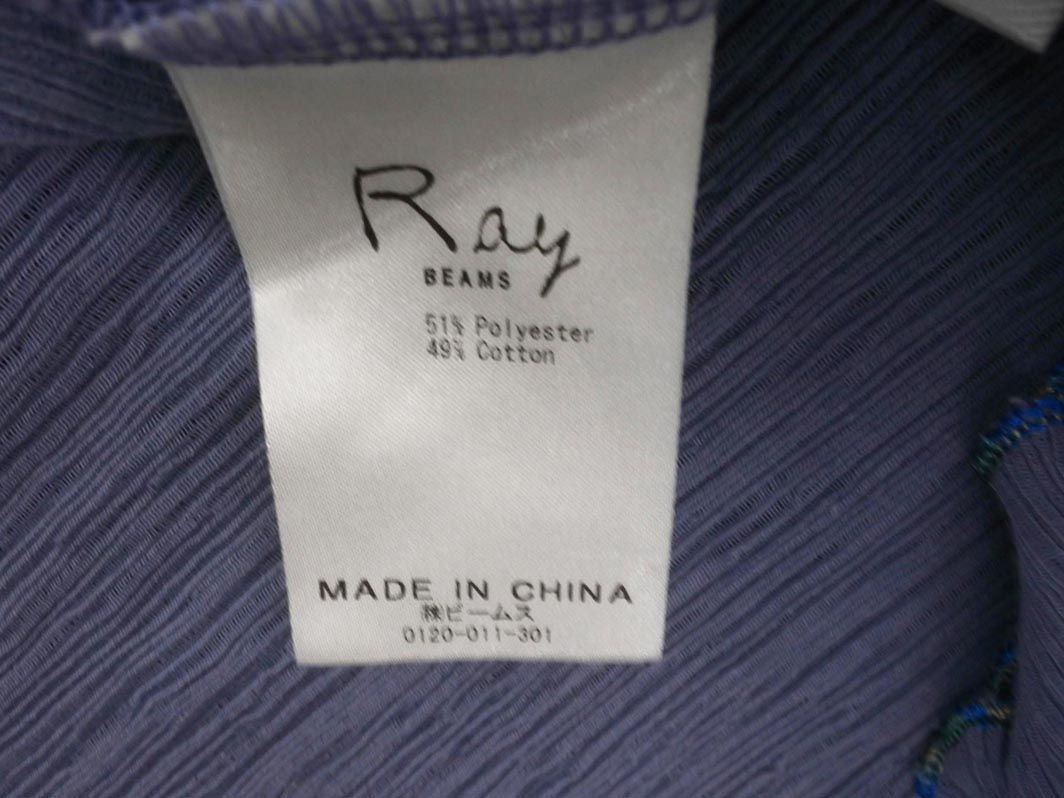 Ray
BEAMS
51% Polyester
49% Cotton
MADE IN CHINA
㈱ビームス
0120-011-301